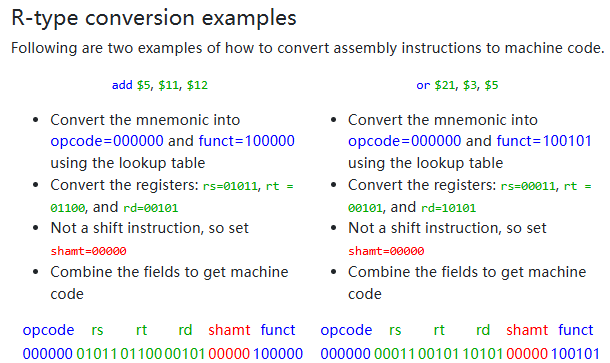 R-type conversion examples
Following are two examples of how to convert assembly instructions to machine code.
add $5, $11, $12
• Convert the mnemonic into
opcode=000000 and funct=100000
using the lookup table
• Convert the registers: rs=01011, rt =
01100, and rd=00101
• Not a shift instruction, so set
shamt=00000
• Combine the fields to get machine
code
opcode rs rt rd shamt funct
000000 01011 01100 00101 00000 100000
or $21, $3, $5
• Convert the mnemonic into
opcode=000000 and funct=100101
using the lookup table
• Convert the registers: rs=00011, rt =
00101, and rd=10101
• Not a shift instruction, so set
shamt=00000
• Combine the fields to get machine
code
opcode rs rt rd shamt funct
000000 00011 00101 10101 00000 100101